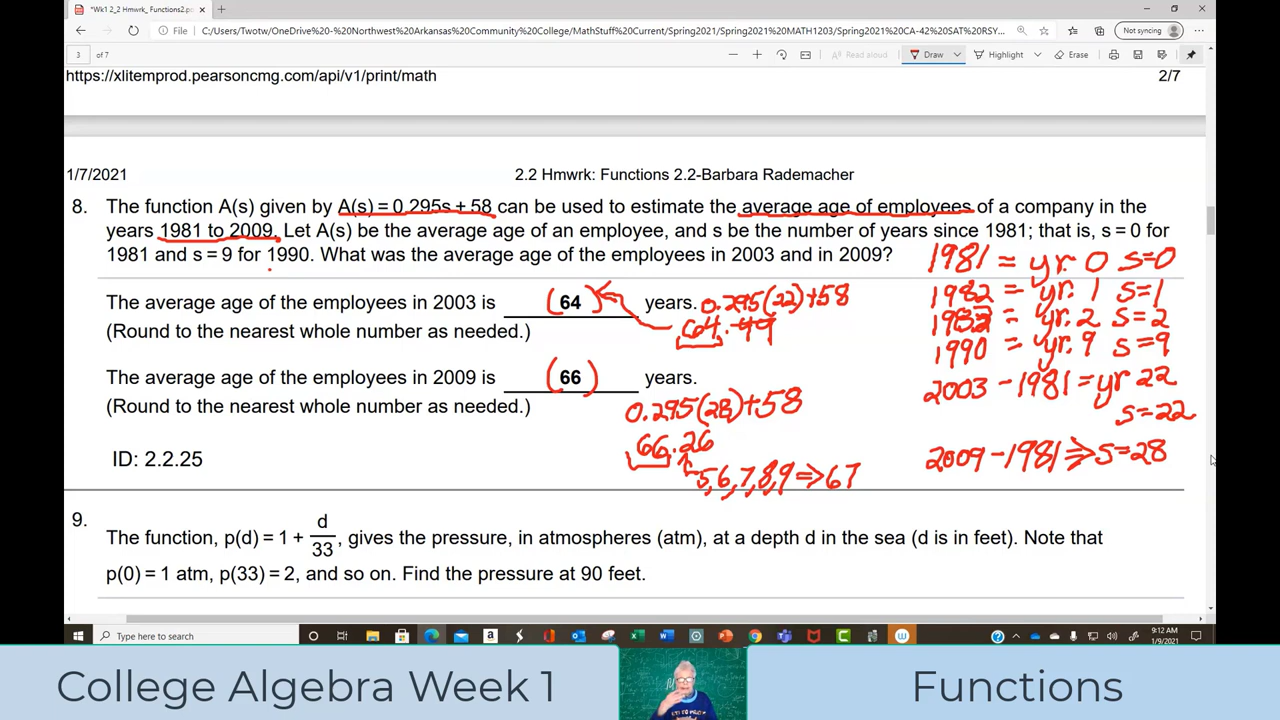 *Wk1 2_2 Hmwrk_ Functions2.pdf
File
C:/Users/Twotw/OneDrive%20-%20Northwest%20Arkansas%20Community%20College/MathStuff%20Current/Spring2021/Spring2021%20MATH1203/Spring2021%20CA-42%20SAT%20RSY...
Not syncing
3 of 7
Read aloud
Draw
Highlight
Erase
https://xlitemprod.pearsoncmg.com/api/v1/print/math
2/7
1/7/2021
2.2 Hmwrk: Functions 2.2-Barbara Rademacher
8. The function A(s) given by A(s) = 0.295s + 58 can be used to estimate the average age of employees of a company in the
years 1981 to 2009. Let A(s) be the average age of an employee, and s be the number of years since 1981; that is, s = 0 for
1981 and s = 9 for 1990. What was the average age of the employees in 2003 and in 2009?
1981 = yr. 0 s=0
1982 = yr. 1 s=1
1983 = yr. 2 s=2
1990 = yr. 9 s=9
2003 - 1981 = yr 22
s=22
2009 - 1981 => s=28
The average age of the employees in 2003 is (64) years. 0.295(22)+58
(Round to the nearest whole number as needed.)
64.49
The average age of the employees in 2009 is (66) years.
(Round to the nearest whole number as needed.)
0.295(28)+58
66.26
5,6,7,8,9 => 67
ID: 2.2.25
9. The function, p(d) = 1 + d/33, gives the pressure, in atmospheres (atm), at a depth d in the sea (d is in feet). Note that
p(0) = 1 atm, p(33) = 2, and so on. Find the pressure at 90 feet.
Type here to search
9:12 AM
1/9/2021
College Algebra Week 1
Functions